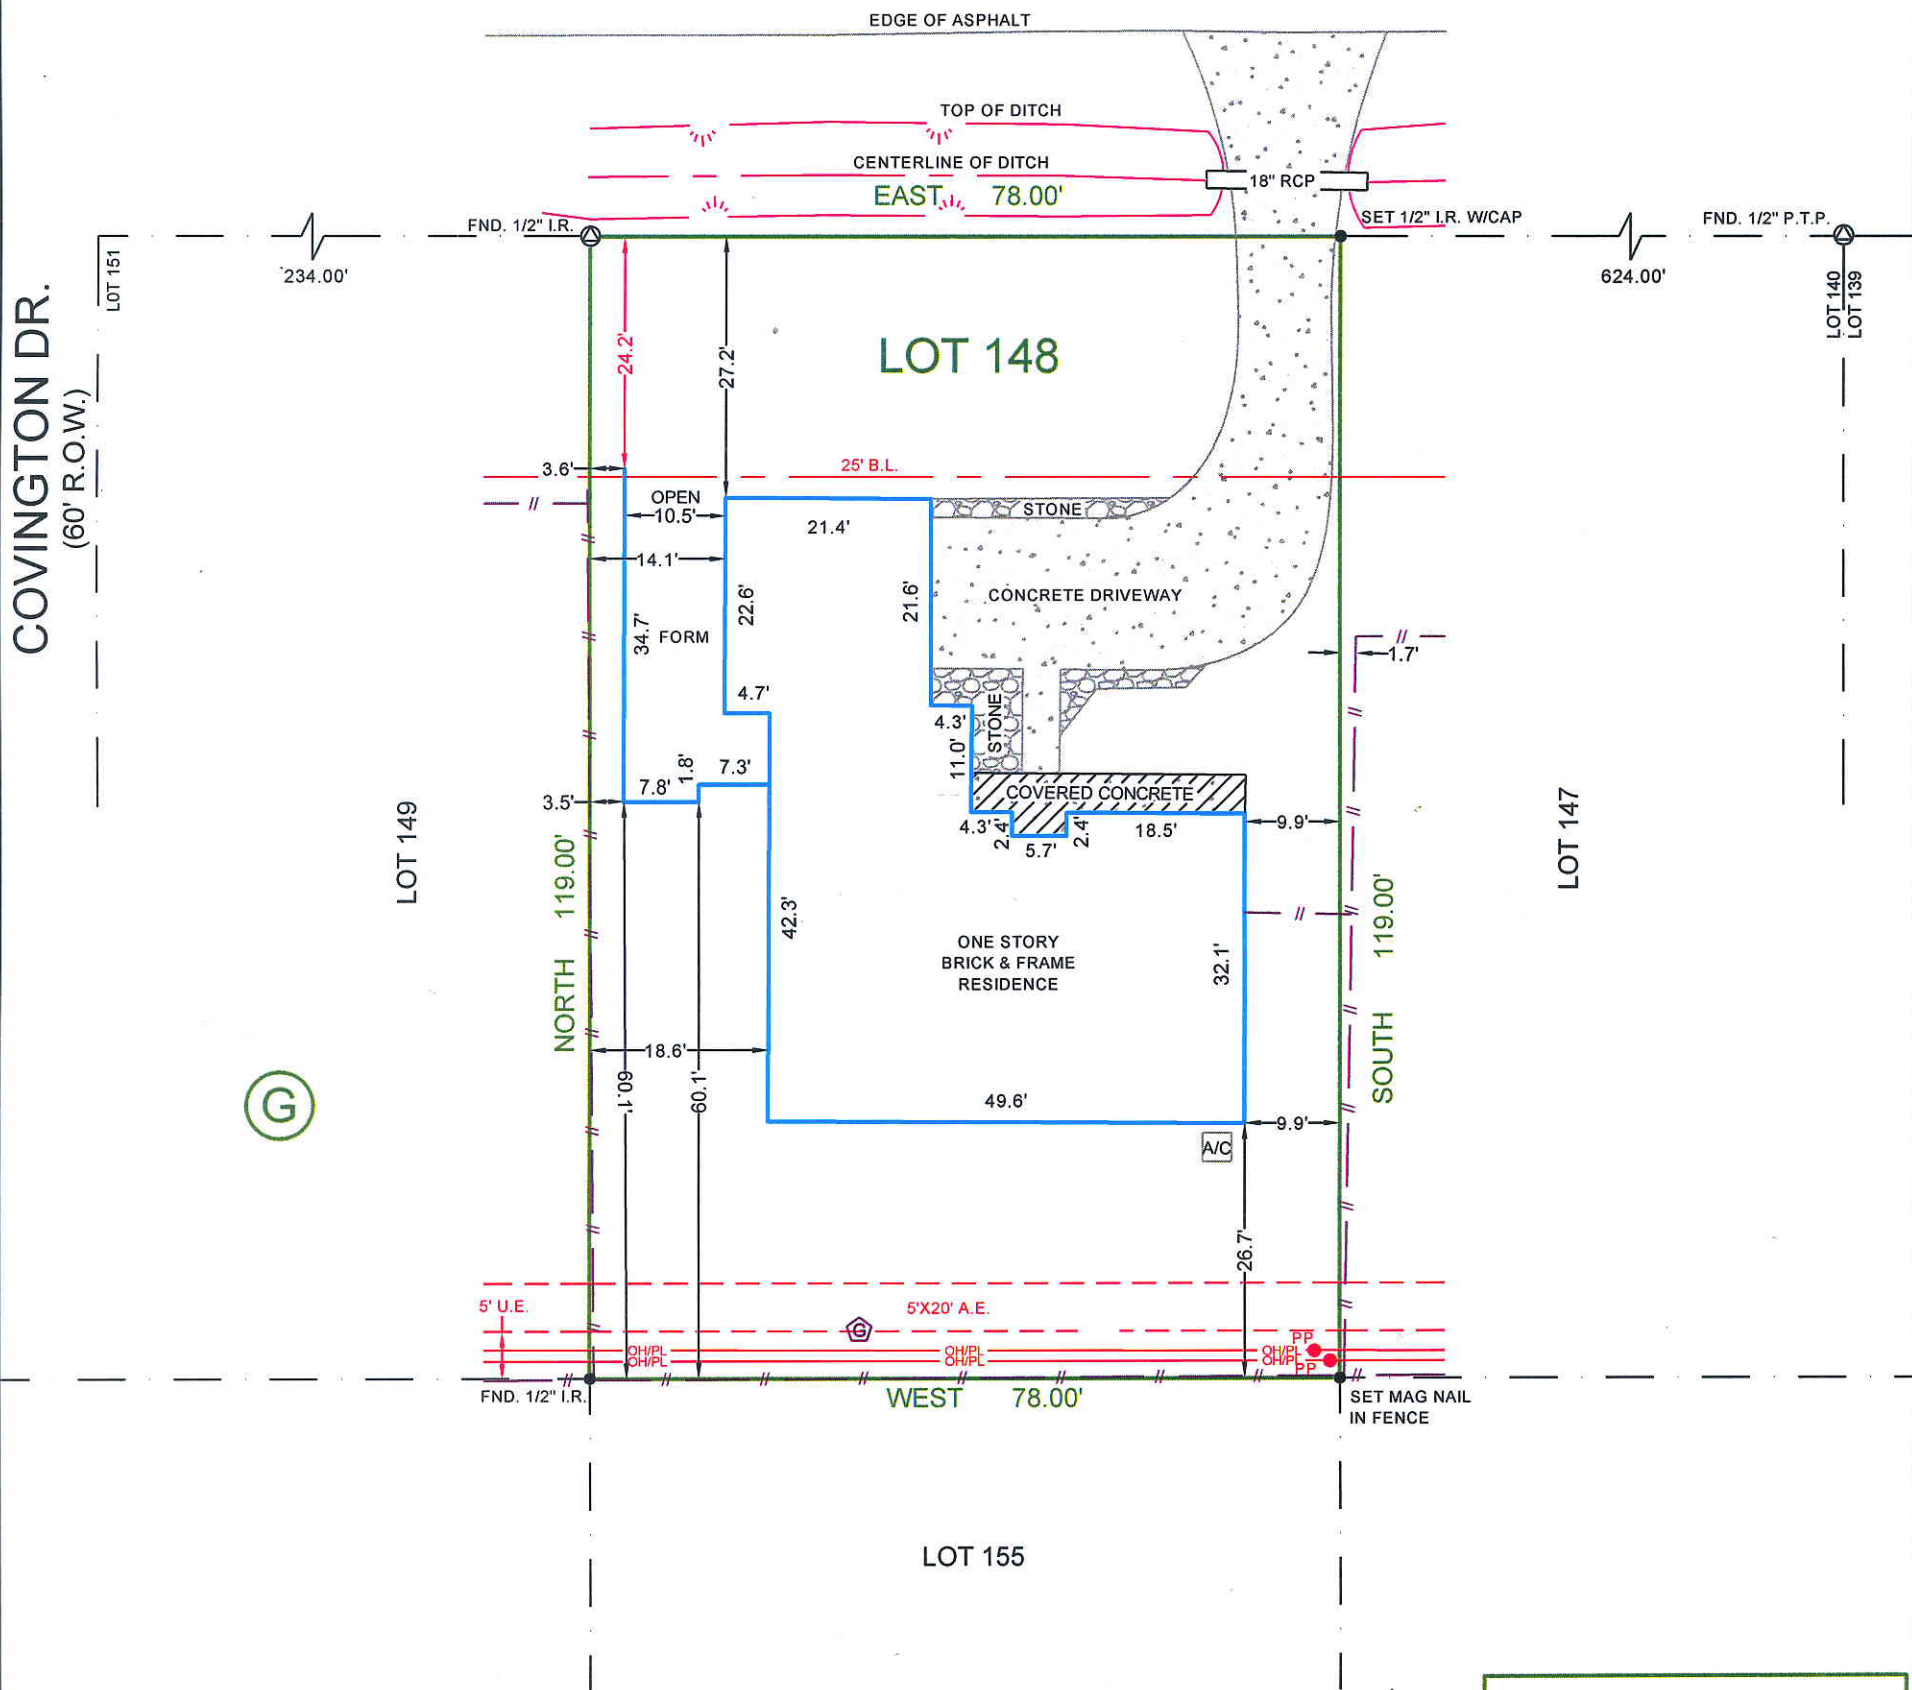 EDGE OF ASPHALT
TOP OF DITCH
CENTERLINE OF DITCH
18" RCP
EAST 78.00'
FND. 1/2" I.R.
SET 1/2" I.R. W/CAP
FND. 1/2" P.T.P.
LOT 151
234.00'
624.00'
LOT 140
LOT 139
COVINGTON DR.
(60' R.O.W.)
24.2'
27.2'
LOT 148
3.6'
25' B.L.
OPEN
10.5'
21.4'
STONE
14.1'
22.6'
21.6'
CONCRETE DRIVEWAY
34.7'
FORM
1.7'
4.7'
4.3'
STONE
11.0'
7.3'
1.8'
7.8'
3.5'
COVERED CONCRETE
4.3'
2.4'
5.7'
2.4'
18.5'
9.9'
LOT 149
LOT 147
NORTH 119.00'
SOUTH 119.00'
42.3'
ONE STORY
BRICK & FRAME
RESIDENCE
32.1'
18.6'
60.1'
60.1'
49.6'
9.9'
G
A/C
26.7'
5' U.E.
5'X20' A.E.
G
PP
OH/PL
OH/PL
OH/PL
OH/PL
OH/PL
OH/PL
PP
FND. 1/2" I.R.
WEST 78.00'
SET MAG NAIL
IN FENCE
LOT 155